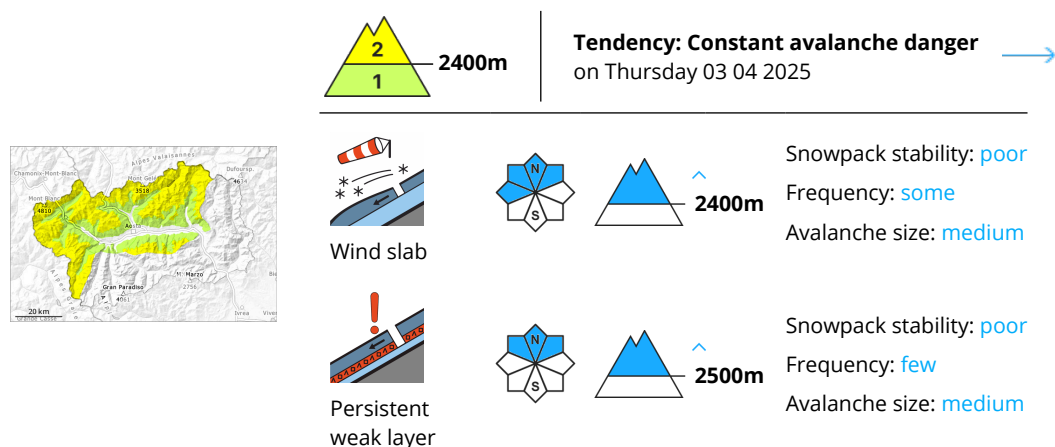 2
1
2400m
Tendency: Constant avalanche danger
on Thursday 03 04 2025
Alpes Valaisannes
Chamonix-Mont-Blanc
Mont Gelé
3518
Dufoursp.
Mont Blanc
4810
Aosta
M. Marzo
2756
Gran Paradiso
4061
20 km
Grande Casse
Ivrea
N
S
2400m
Wind slab
Snowpack stability: poor
Frequency: some
Avalanche size: medium
N
S
2500m
Persistent
weak layer
Snowpack stability: poor
Frequency: few
Avalanche size: medium